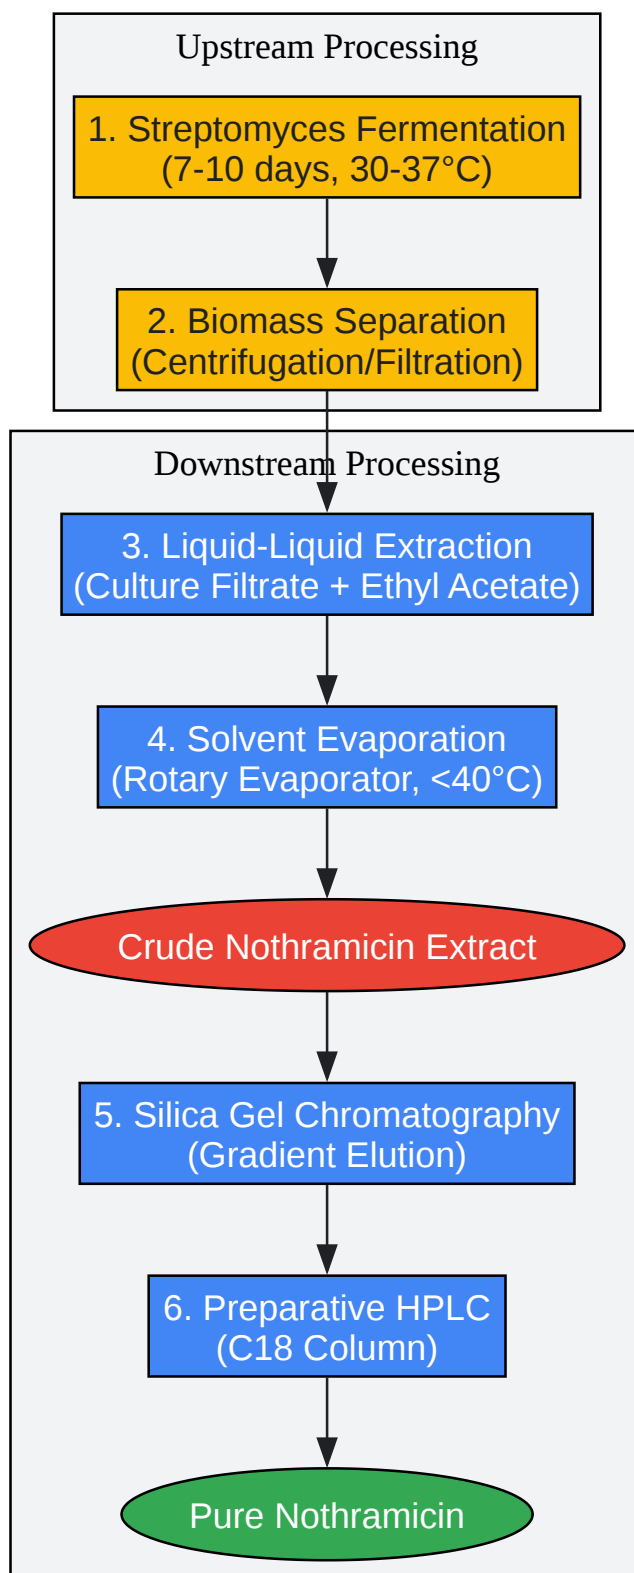 Upstream Processing
1. Streptomyces Fermentation
(7-10 days, 30-37°C)
2. Biomass Separation
(Centrifugation/Filtration)
Downstream Processing
3. Liquid-Liquid Extraction
(Culture Filtrate + Ethyl Acetate)
4. Solvent Evaporation
(Rotary Evaporator, <40°C)
Crude Nothramicin Extract
5. Silica Gel Chromatography
(Gradient Elution)
6. Preparative HPLC
(C18 Column)
Pure Nothramicin